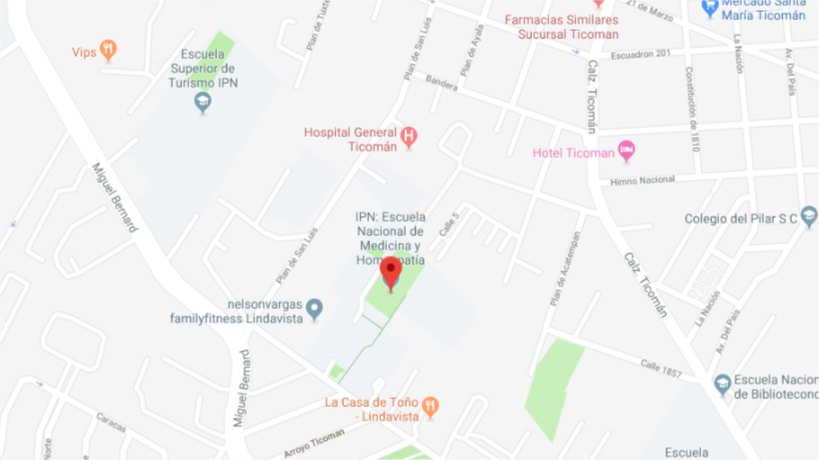 Mercado Santa
María Ticomán
21 de Marzo
Farmacias Similares
Sucursal Ticoman
Plan de Tuxte
Plan de San Luis
Plan de Ayala
Vips
Escuela
Superior de
Turismo IPN
Escuadron 201
La Nación
Av. Del País
Bandera
Calz. Ticomán
Constitución de 1810
Hospital General
Ticomán
Hotel Ticoman
Miguel Bernard
Himno Nacional
IPN: Escuela
Nacional de
Medicina y
Homeopatía
Calle 5
Colegio del Pilar S C
Plan de San Luis
Plan de Acatempan
Calz. Ticomán
nelsonvargas
familyfitness Lindavista
La Nación
Av. Del País
Miguel Bernard
Calle 1857
Escuela Nacion
de Bibliotecono
La Casa de Toño
- Lindavista
Caracas
Arroyo Ticoman
Norte
Escuela